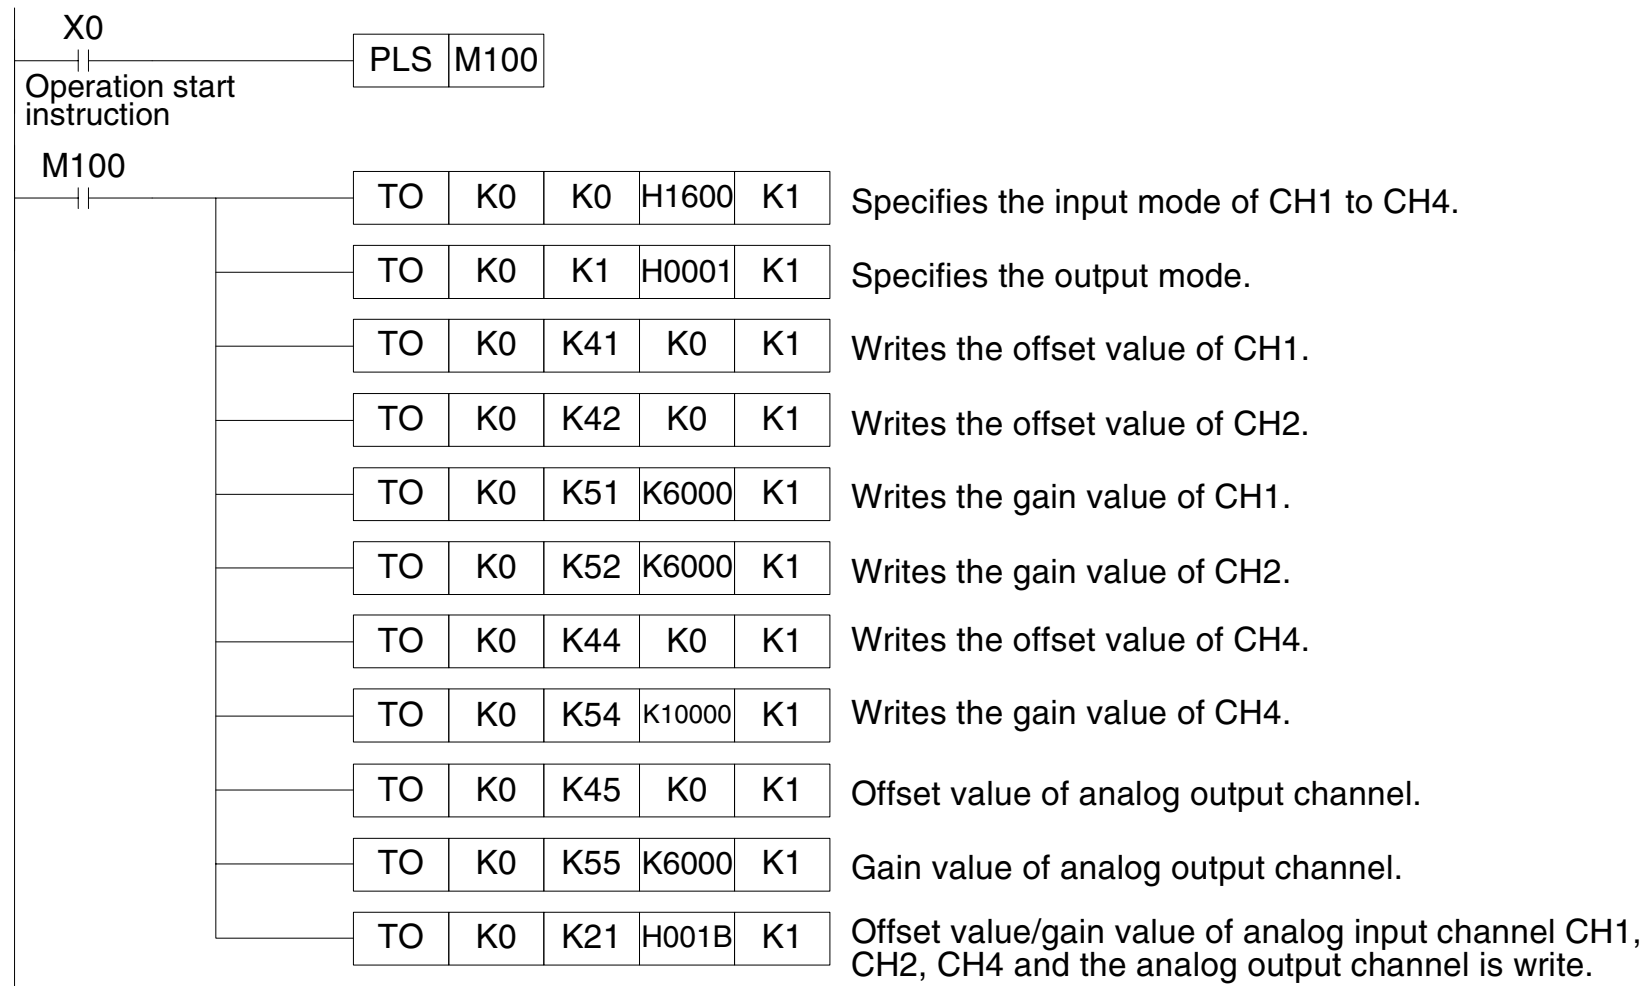 X0
PLS M100
Operation start
instruction
M100
TO K0 K0 H1600 K1 Specifies the input mode of CH1 to CH4.
TO K0 K1 H0001 K1 Specifies the output mode.
TO K0 K41 K0 K1 Writes the offset value of CH1.
TO K0 K42 K0 K1 Writes the offset value of CH2.
TO K0 K51 K6000 K1 Writes the gain value of CH1.
TO K0 K52 K6000 K1 Writes the gain value of CH2.
TO K0 K44 K0 K1 Writes the offset value of CH4.
TO K0 K54 K10000 K1 Writes the gain value of CH4.
TO K0 K45 K0 K1 Offset value of analog output channel.
TO K0 K55 K6000 K1 Gain value of analog output channel.
TO K0 K21 H001B K1 Offset value/gain value of analog input channel CH1,
CH2, CH4 and the analog output channel is write.